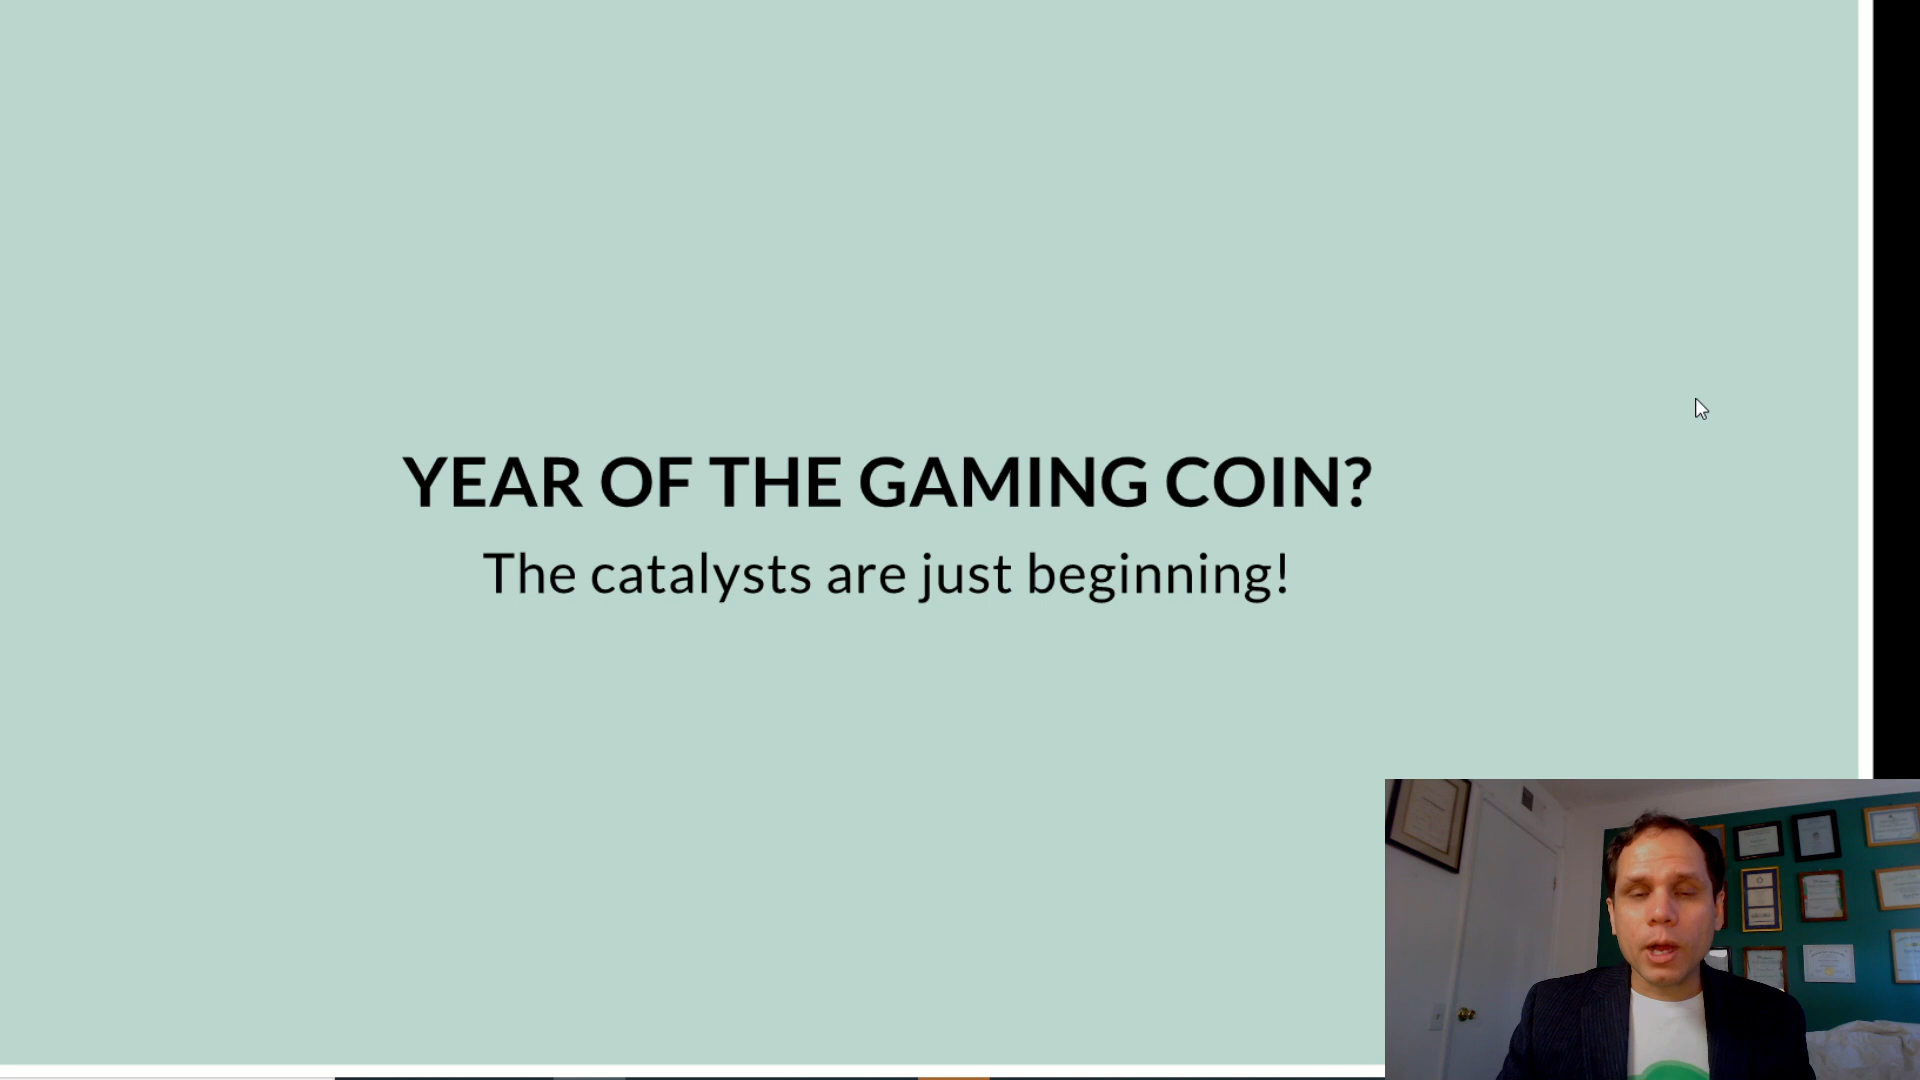 YEAR OF THE GAMING COIN?
The catalysts are just beginning!